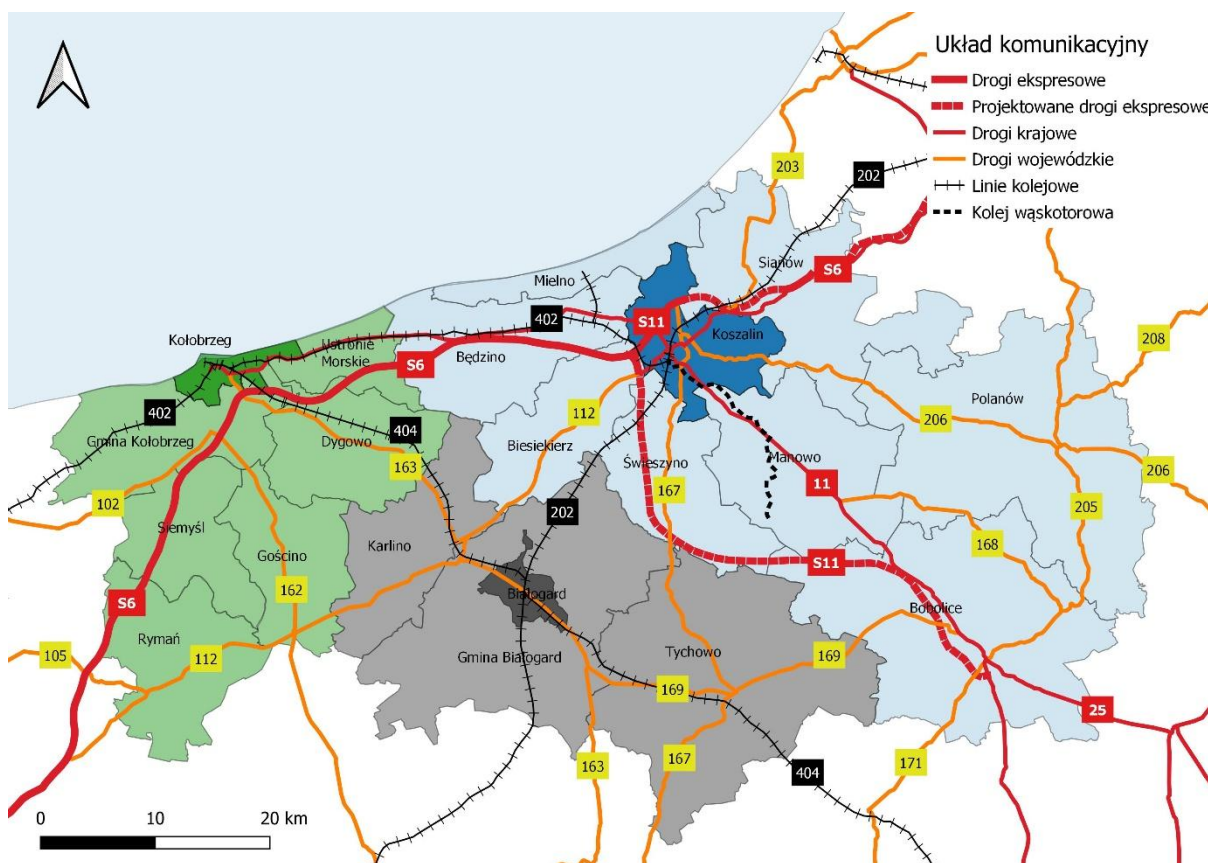 Układ komunikacyjny
Drogi ekspresowe
Projektowane drogi ekspresowe
Drogi krajowe
Drogi wojewódzkie
Linie kolejowe
Kolej wąskotorowa
203
202
Sianów
S6
Mielno
402
S11
Koszalin
Kołobrzeg
Ustronie
Morskie
S6
Będzino
208
Polanów
402
Gmina Kołobrzeg
Dygowo
404
163
112
Biesiekierz
206
Świeszyno
Manowo
167
11
206
102
Siemyśl
202
205
Karlino
Gościno
168
162
S11
S6
Białogard
Bobolice
Rymań
105
112
Gmina Białogard
Tychowo
169
169
25
163
167
404
171
0
10
20 km